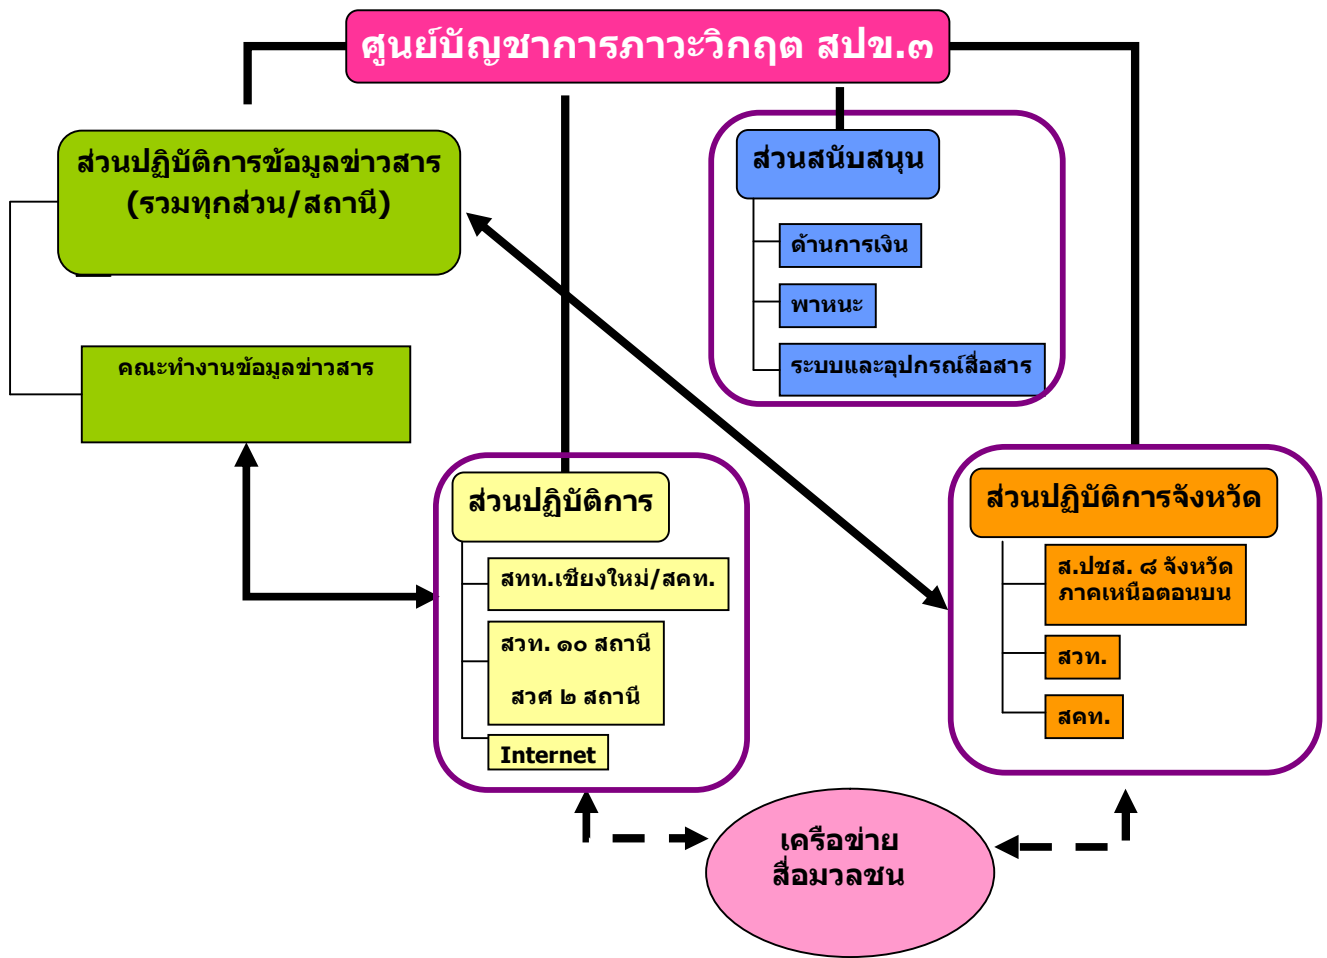 ศูนย์บัญชาการภาวะวิกฤต สปข.๓
ส่วนปฏิบัติการข้อมูลข่าวสาร
(รวมทุกส่วน/สถานี)
คณะทำงานข้อมูลข่าวสาร
ส่วนสนับสนุน
ด้านการเงิน
พาหนะ
ระบบและอุปกรณ์สื่อสาร
ส่วนปฏิบัติการ
สทท.เชียงใหม่/สคท.
สวท. ๑๐ สถานี
สวศ ๒ สถานี
Internet
ส่วนปฏิบัติการจังหวัด
ส.ปชส. ๘ จังหวัด
ภาคเหนือตอนบน
สวท.
สคท.
เครือข่าย
สื่อมวลชน